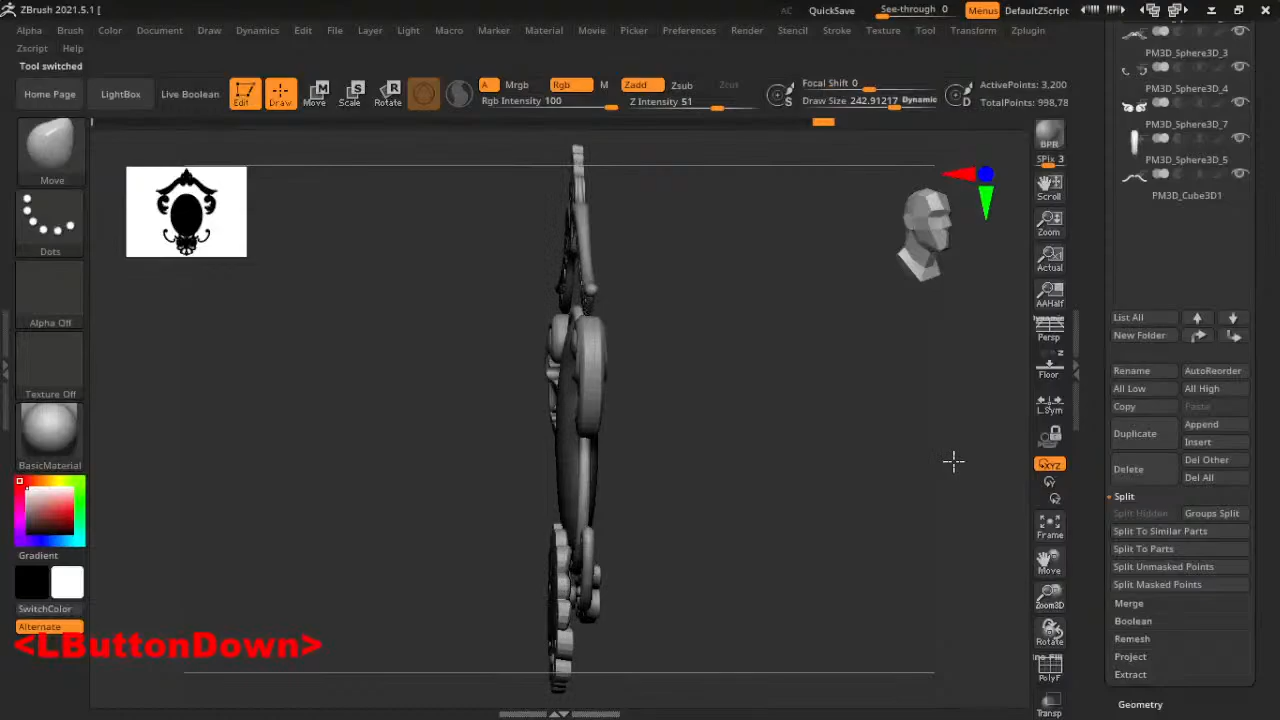 ZBrush 2021.5.1 [
AC
QuickSave
See-through 0
Menus
DefaultZScript
Alpha Brush Color Document Draw Dynamics Edit File Layer Light Macro Marker Material Movie Picker Preferences Render Stencil Stroke Texture Tool Transform Zplugin
Zscript Help
Tool switched
Home Page
LightBox
Live Boolean
Edit
Draw
Move
Scale
Rotate
A
Mrgb
Rgb
M
Zadd
Zsub
Zcut
Rgb Intensity 100
Z Intensity 51
S
Focal Shift 0
Draw Size 242.91217
Dynamic
D
ActivePoints: 3,200
TotalPoints: 998,78
Move
Dots
Alpha Off
Texture Off
BasicMaterial
Gradient
SwitchColor
Alternate
<LButtonDown>
BPR
SPix 3
Scroll
Zoom
Actual
AAHalf
Dynamic
Persp
Floor
L.Sym
XYZ
Frame
Move
Zoom3D
Rotate
Line Fill
PolyF
Transp
PM3D_Sphere3D_3
PM3D_Sphere3D_4
PM3D_Sphere3D_7
PM3D_Sphere3D_5
PM3D_Cube3D1
List All
New Folder
Rename
AutoReorder
All Low
All High
Copy
Paste
Duplicate
Append
Insert
Delete
Del Other
Del All
Split
Split Hidden
Groups Split
Split To Similar Parts
Split To Parts
Split Unmasked Points
Split Masked Points
Merge
Boolean
Remesh
Project
Extract
Geometry